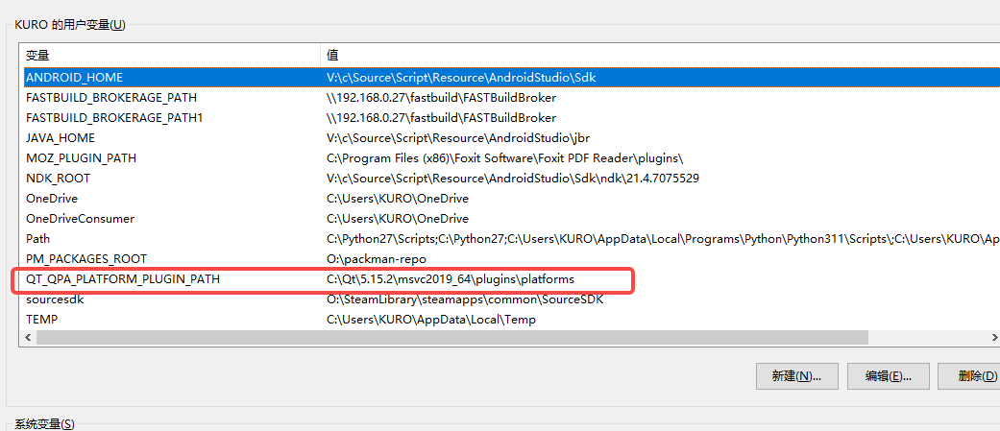 KURO 的用户变量(U)
变量 值
ANDROID_HOME V:\c\Source\Script\Resource\AndroidStudio\Sdk
FASTBUILD_BROKERAGE_PATH \\192.168.0.27\fastbuild\FASTBuildBroker
FASTBUILD_BROKERAGE_PATH1 \\192.168.0.27\fastbuild\FASTBuildBroker
JAVA_HOME V:\c\Source\Script\Resource\AndroidStudio\jbr
MOZ_PLUGIN_PATH C:\Program Files (x86)\Foxit Software\Foxit PDF Reader\plugins\
NDK_ROOT V:\c\Source\Script\Resource\AndroidStudio\Sdk\ndk\21.4.7075529
OneDrive C:\Users\KURO\OneDrive
OneDriveConsumer C:\Users\KURO\OneDrive
Path C:\Python27\Scripts;C:\Python27;C:\Users\KURO\AppData\Local\Programs\Python\Python311\Scripts\;C:\Users\KURO\Ap
PM_PACKAGES_ROOT O:\packman-repo
QT_QPA_PLATFORM_PLUGIN_PATH C:\Qt\5.15.2\msvc2019_64\plugins\platforms
sourcesdk O:\SteamLibrary\steamapps\common\SourceSDK
TEMP C:\Users\KURO\AppData\Local\Temp
新建(N)... 编辑(E)... 删除(D)
系统变量(S)